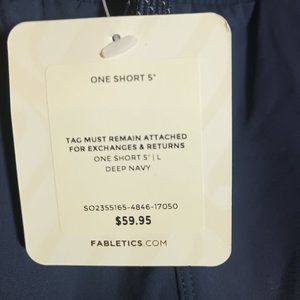 ONE SHORT 5"
TAG MUST REMAIN ATTACHED
FOR EXCHANGES & RETURNS
ONE SHORT 5" | L
DEEP NAVY
SO2355165-4846-17050
$59.95
FABLETICS.COM